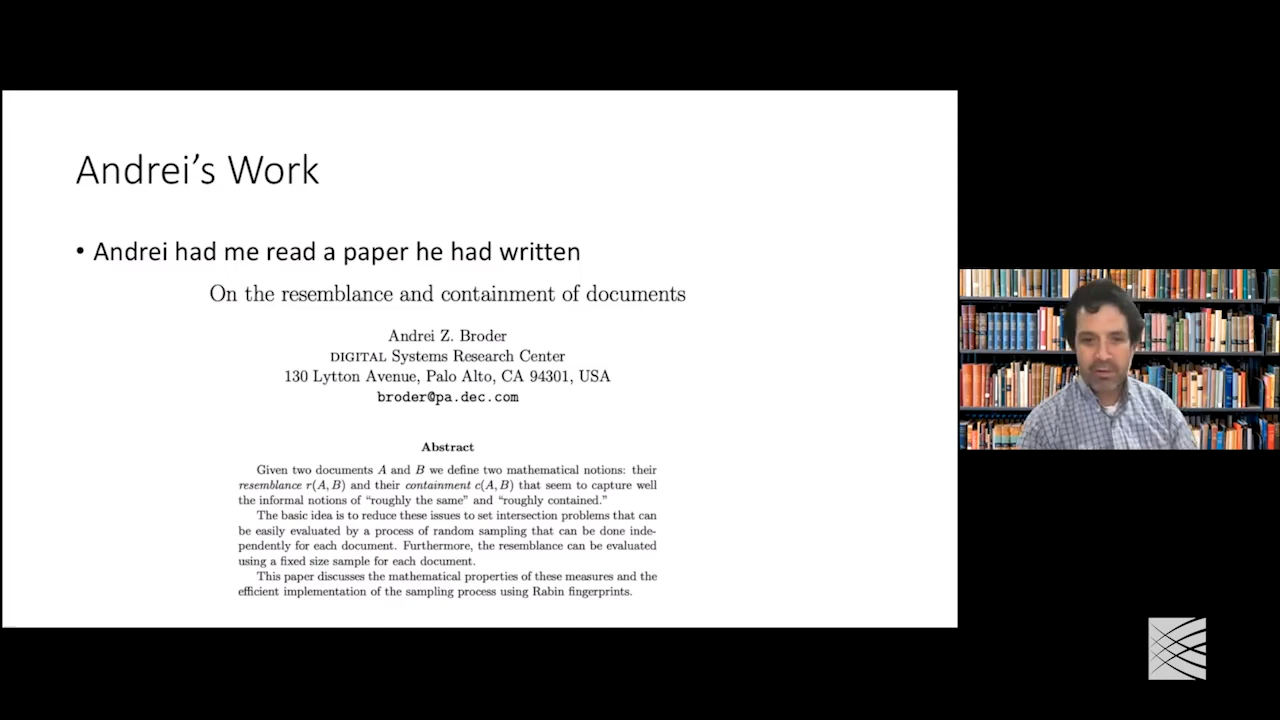 Andrei’s Work
• Andrei had me read a paper he had written
On the resemblance and containment of documents
Andrei Z. Broder
DIGITAL Systems Research Center
130 Lytton Avenue, Palo Alto, CA 94301, USA
broder@pa.dec.com
Abstract
Given two documents A and B we define two mathematical notions: their
resemblance r(A, B) and their containment c(A, B) that seem to capture well
the informal notions of “roughly the same” and “roughly contained.”
The basic idea is to reduce these issues to set intersection problems that can
be easily evaluated by a process of random sampling that can be done inde-
pendently for each document. Furthermore, the resemblance can be evaluated
using a fixed size sample for each document.
This paper discusses the mathematical properties of these measures and the
efficient implementation of the sampling process using Rabin fingerprints.